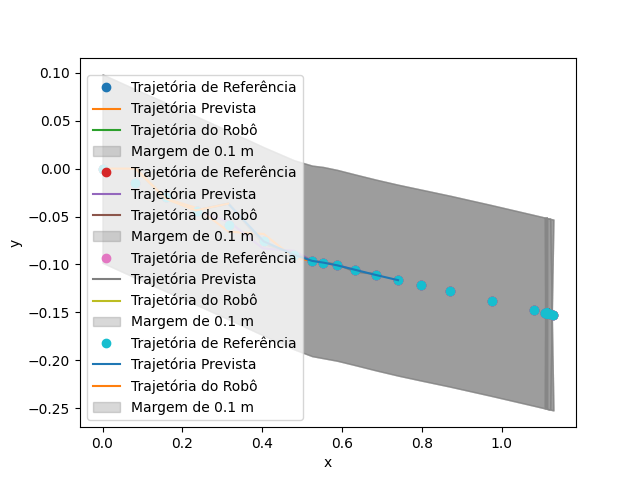 0.10
0.05
0.00
−0.05
−0.10
−0.15
−0.20
−0.25
y
Trajetória de Referência
Trajetória Prevista
Trajetória do Robô
Margem de 0.1 m
Trajetória de Referência
Trajetória Prevista
Trajetória do Robô
Margem de 0.1 m
Trajetória de Referência
Trajetória Prevista
Trajetória do Robô
Margem de 0.1 m
Trajetória de Referência
Trajetória Prevista
Trajetória do Robô
Margem de 0.1 m
0.0 0.2 0.4 0.6 0.8 1.0
x